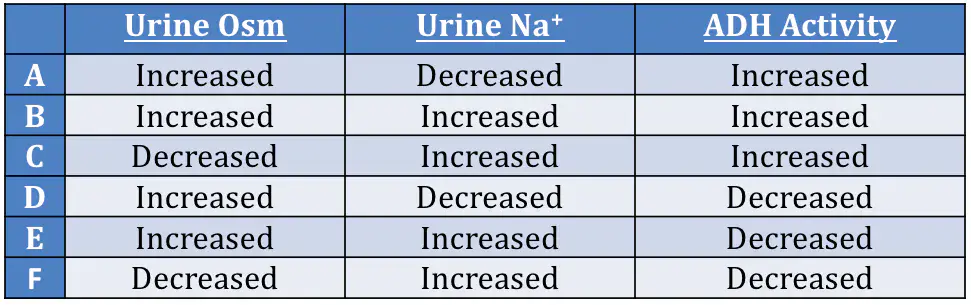 Urine Osm Urine Na⁺ ADH Activity
A Increased Decreased Increased
B Increased Increased Increased
C Decreased Increased Increased
D Increased Decreased Decreased
E Increased Increased Decreased
F Decreased Increased Decreased